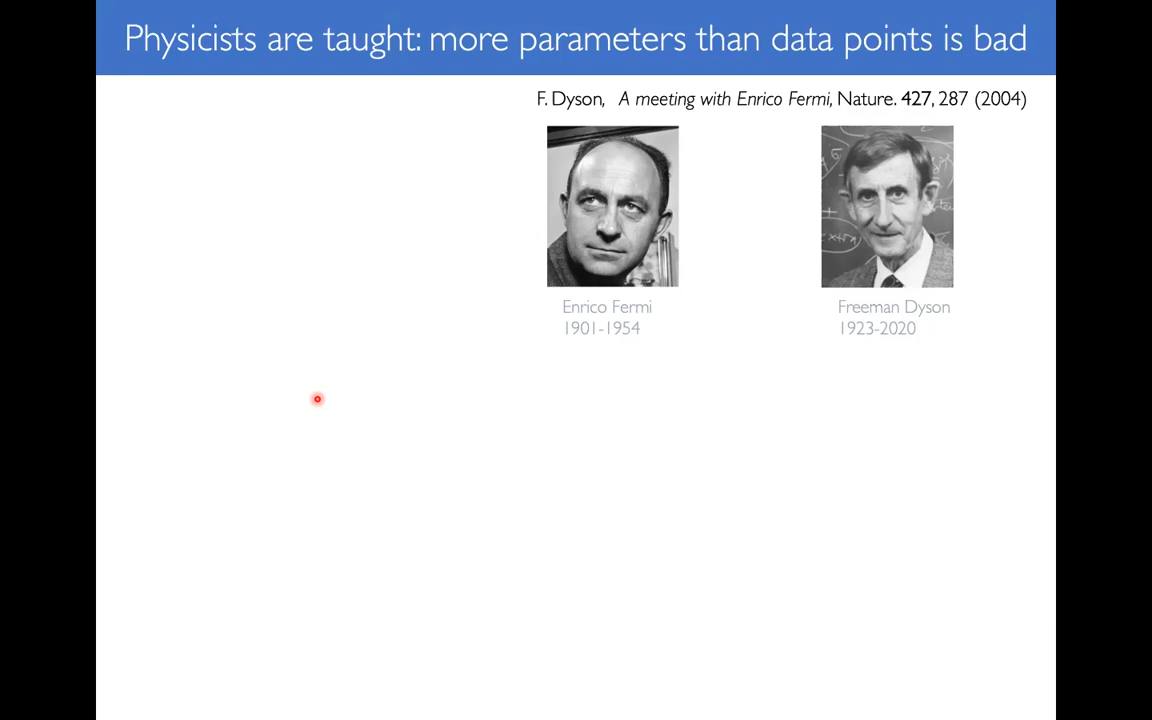 Physicists are taught: more parameters than data points is bad
F. Dyson, A meeting with Enrico Fermi, Nature. 427, 287 (2004)
Enrico Fermi
1901-1954
Freeman Dyson
1923-2020